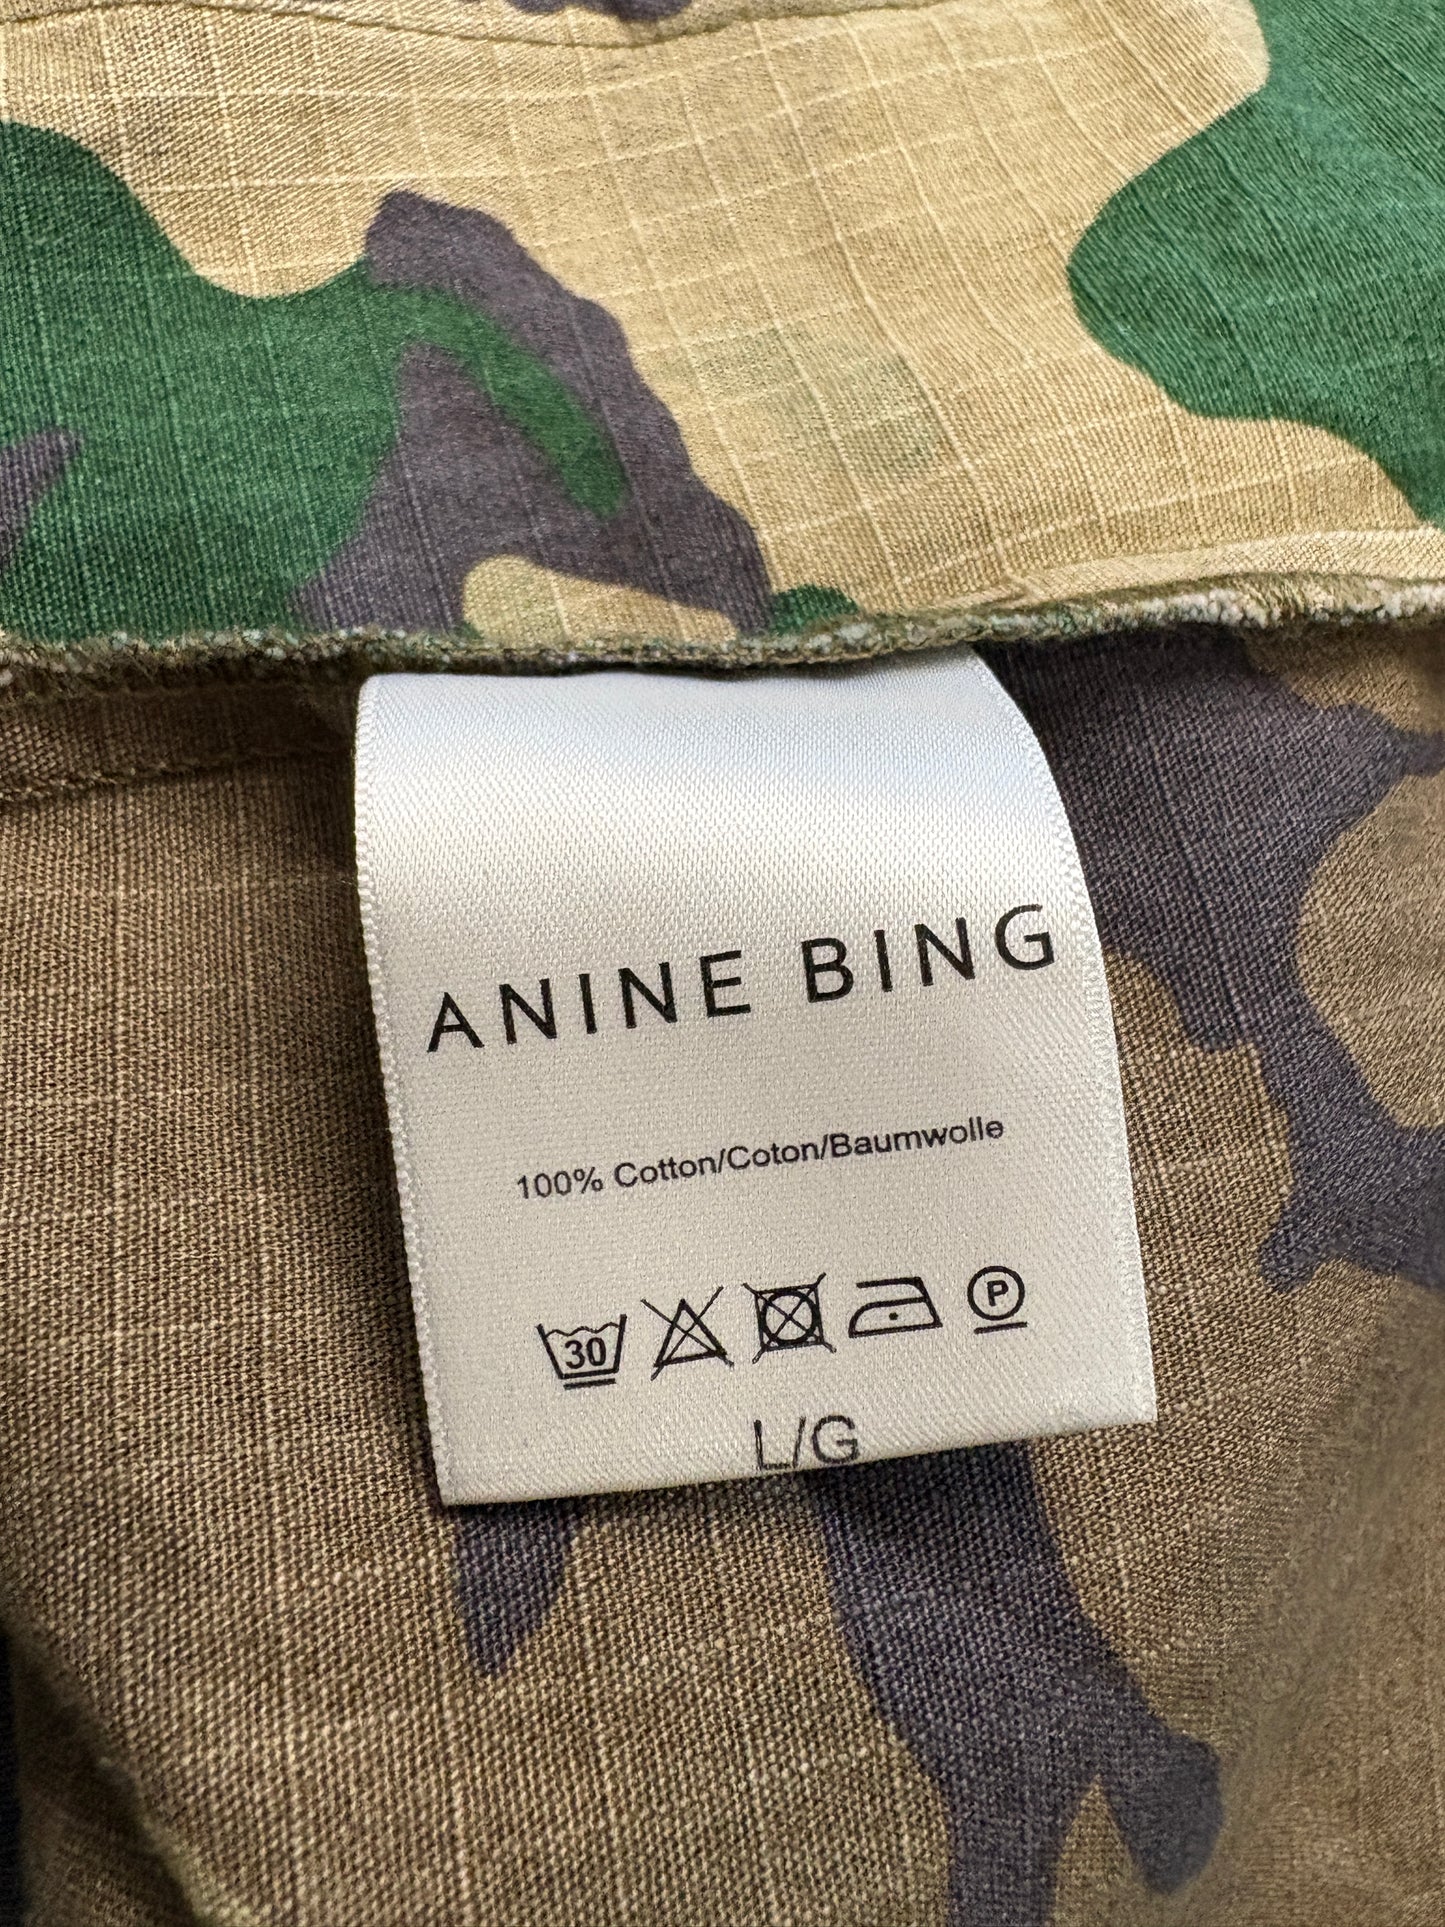 ANINE BING
100% Cotton/Coton/Baumwolle
30 P
L/G